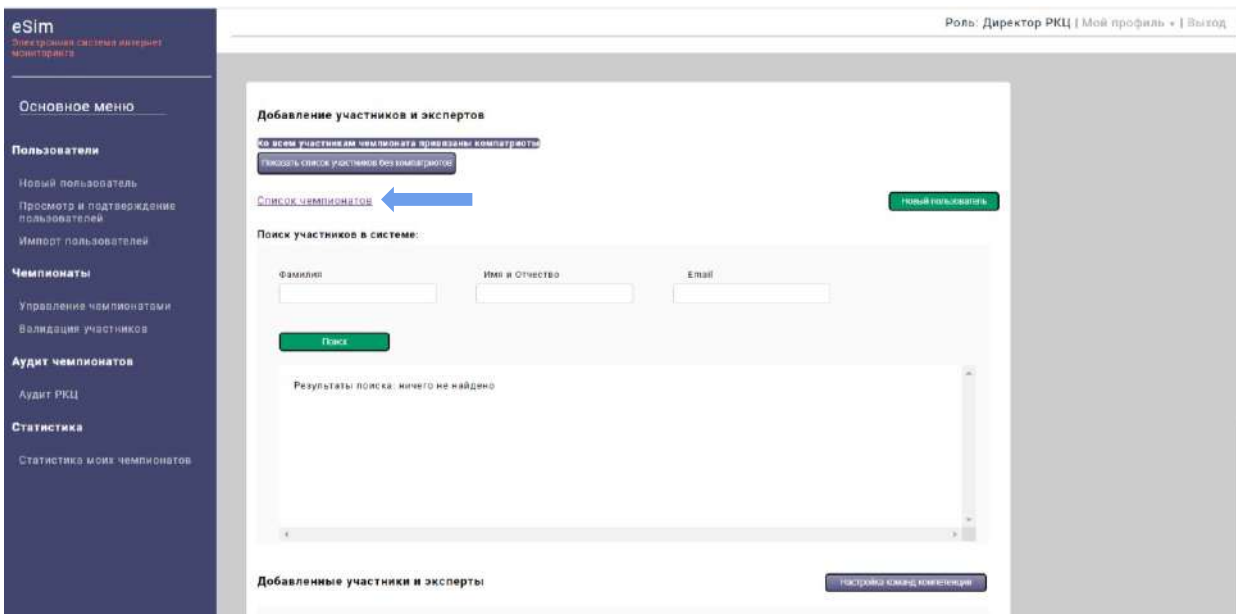 eSim
Роль: Директор РКЦ | Мой профиль | Выход
Электронная система интернет
мониторинга
Основное меню
Пользователи
Новый пользователь
Просмотр и подтверждение
пользователей
Импорт пользователей
Чемпионаты
Управление чемпионатами
Валидация участников
Аудит чемпионатов
Аудит РКЦ
Статистика
Статистика моих чемпионатов
Добавление участников и экспертов
Ко всем участникам чемпионата привязаны компатриоты
Показать список участников без компатриотов
Список чемпионатов
Новый пользователь
Поиск участников в системе:
Фамилия
Имя и Отчество
Email
Поиск
Результаты поиска: ничего не найдено
Добавленные участники и эксперты
Настройка команд компетенции